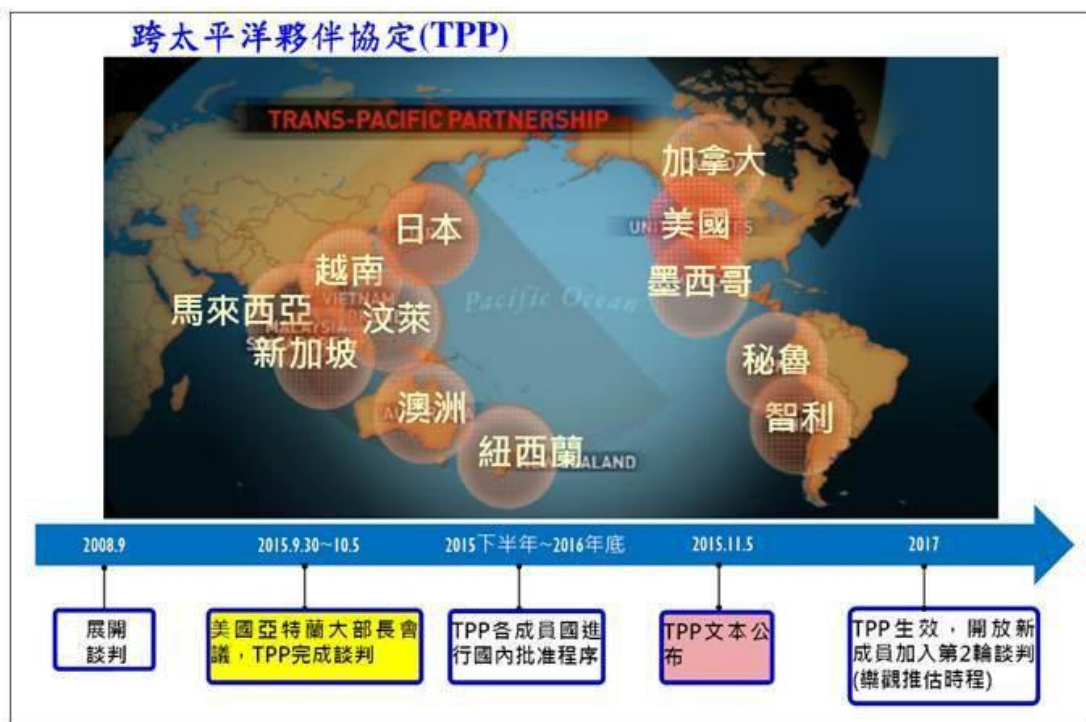 跨太平洋夥伴協定(TPP)
TRANS-PACIFIC PARTNERSHIP
加拿大
美國
日本
墨西哥
越南
Pacific Ocean
VIETNAM
馬來西亞
汶萊
MALAYSIA
新加坡
秘魯
澳洲
智利
紐西蘭
2008.9
2015.9.30~10.5
2015下半年~2016年底
2015.11.5
2017
展開
談判
美國亞特蘭大部長會
議，TPP完成談判
TPP各成員國進
行國內批准程序
TPP文本公
布
TPP生效，開放新
成員加入第2輪談判
(樂觀推估時程)